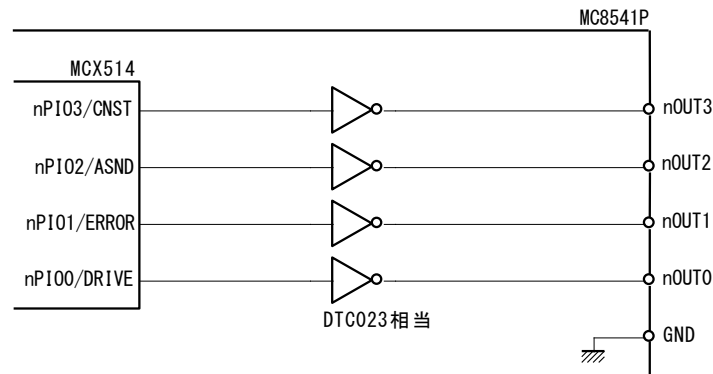 MC8541P
MCX514
nPIO3/CNST
nOUT3
nPIO2/ASND
nOUT2
nPIO1/ERROR
nOUT1
nPIO0/DRIVE
nOUT0
DTC023相当
GND